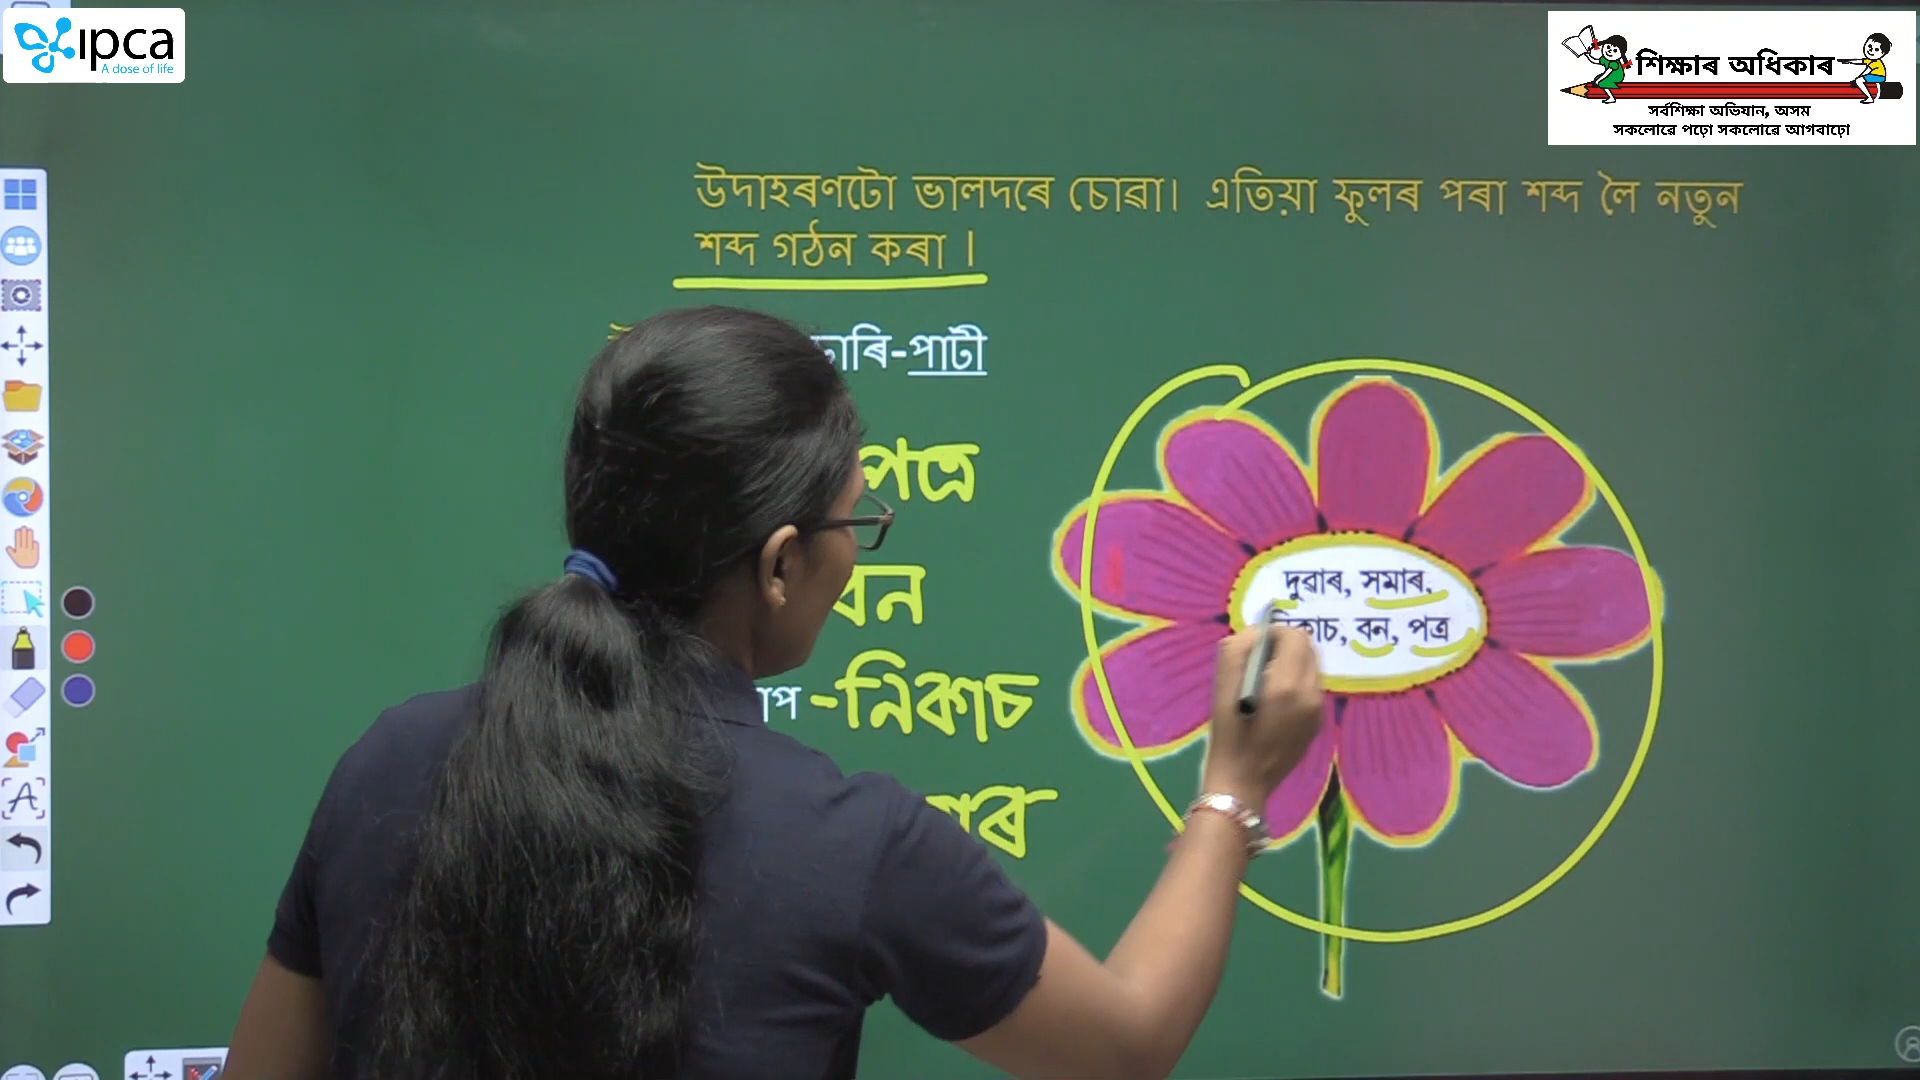 ipca
A dose of life
শিক্ষাৰ অধিকাৰ
সৰ্বশিক্ষা অভিযান, অসম
সকলোৱে পঢ়ো সকলোৱে আগবাঢ়ো
উদাহৰণটো ভালদৰে চোৱা। এতিয়া ফুলৰ পৰা শব্দ লৈ নতুন
শব্দ গঠন কৰা ।
পাটী
পত্ৰ
বন
-নিকাচ
দুৱাৰ, সমাৰ,
বন, পত্ৰ